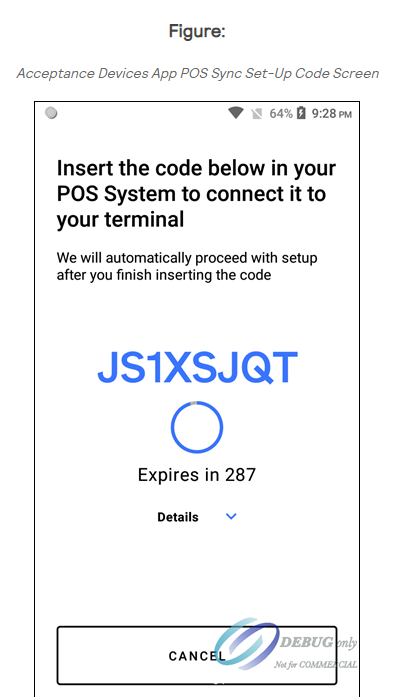 Figure:
Acceptance Devices App POS Sync Set-Up Code Screen
64% 9:28 PM
Insert the code below in your
POS System to connect it to
your terminal
We will automatically proceed with setup
after you finish inserting the code
JS1XSJQT
Expires in 287
Details
CANCEL
DEBUG only
Not for COMMERCIAL